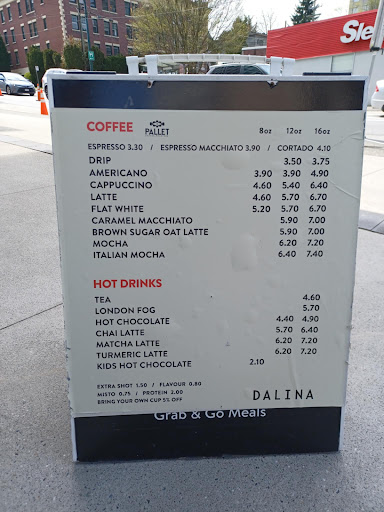 Sle
COFFEE PALLET 8oz 12oz 16oz
ESPRESSO 3.30 / ESPRESSO MACCHIATO 3.90 / CORTADO 4.10
DRIP 3.50 3.75
AMERICANO 3.90 3.90 4.90
CAPPUCCINO 4.60 5.40 6.40
LATTE 4.60 5.70 6.70
FLAT WHITE 5.20 5.70 6.70
CARAMEL MACCHIATO 5.90 7.00
BROWN SUGAR OAT LATTE 5.90 7.00
MOCHA 6.20 7.20
ITALIAN MOCHA 6.40 7.40
HOT DRINKS
TEA 4.60
LONDON FOG 5.70
HOT CHOCOLATE 4.40 4.90
CHAI LATTE 5.70 6.40
MATCHA LATTE 6.20 7.20
TURMERIC LATTE 6.20 7.20
KIDS HOT CHOCOLATE 2.10
EXTRA SHOT 1.50 / FLAVOUR 0.80
MISTO 0.75 / PROTEIN 2.00
BRING YOUR OWN CUP 5% OFF
DALINA
Grab & Go Meals